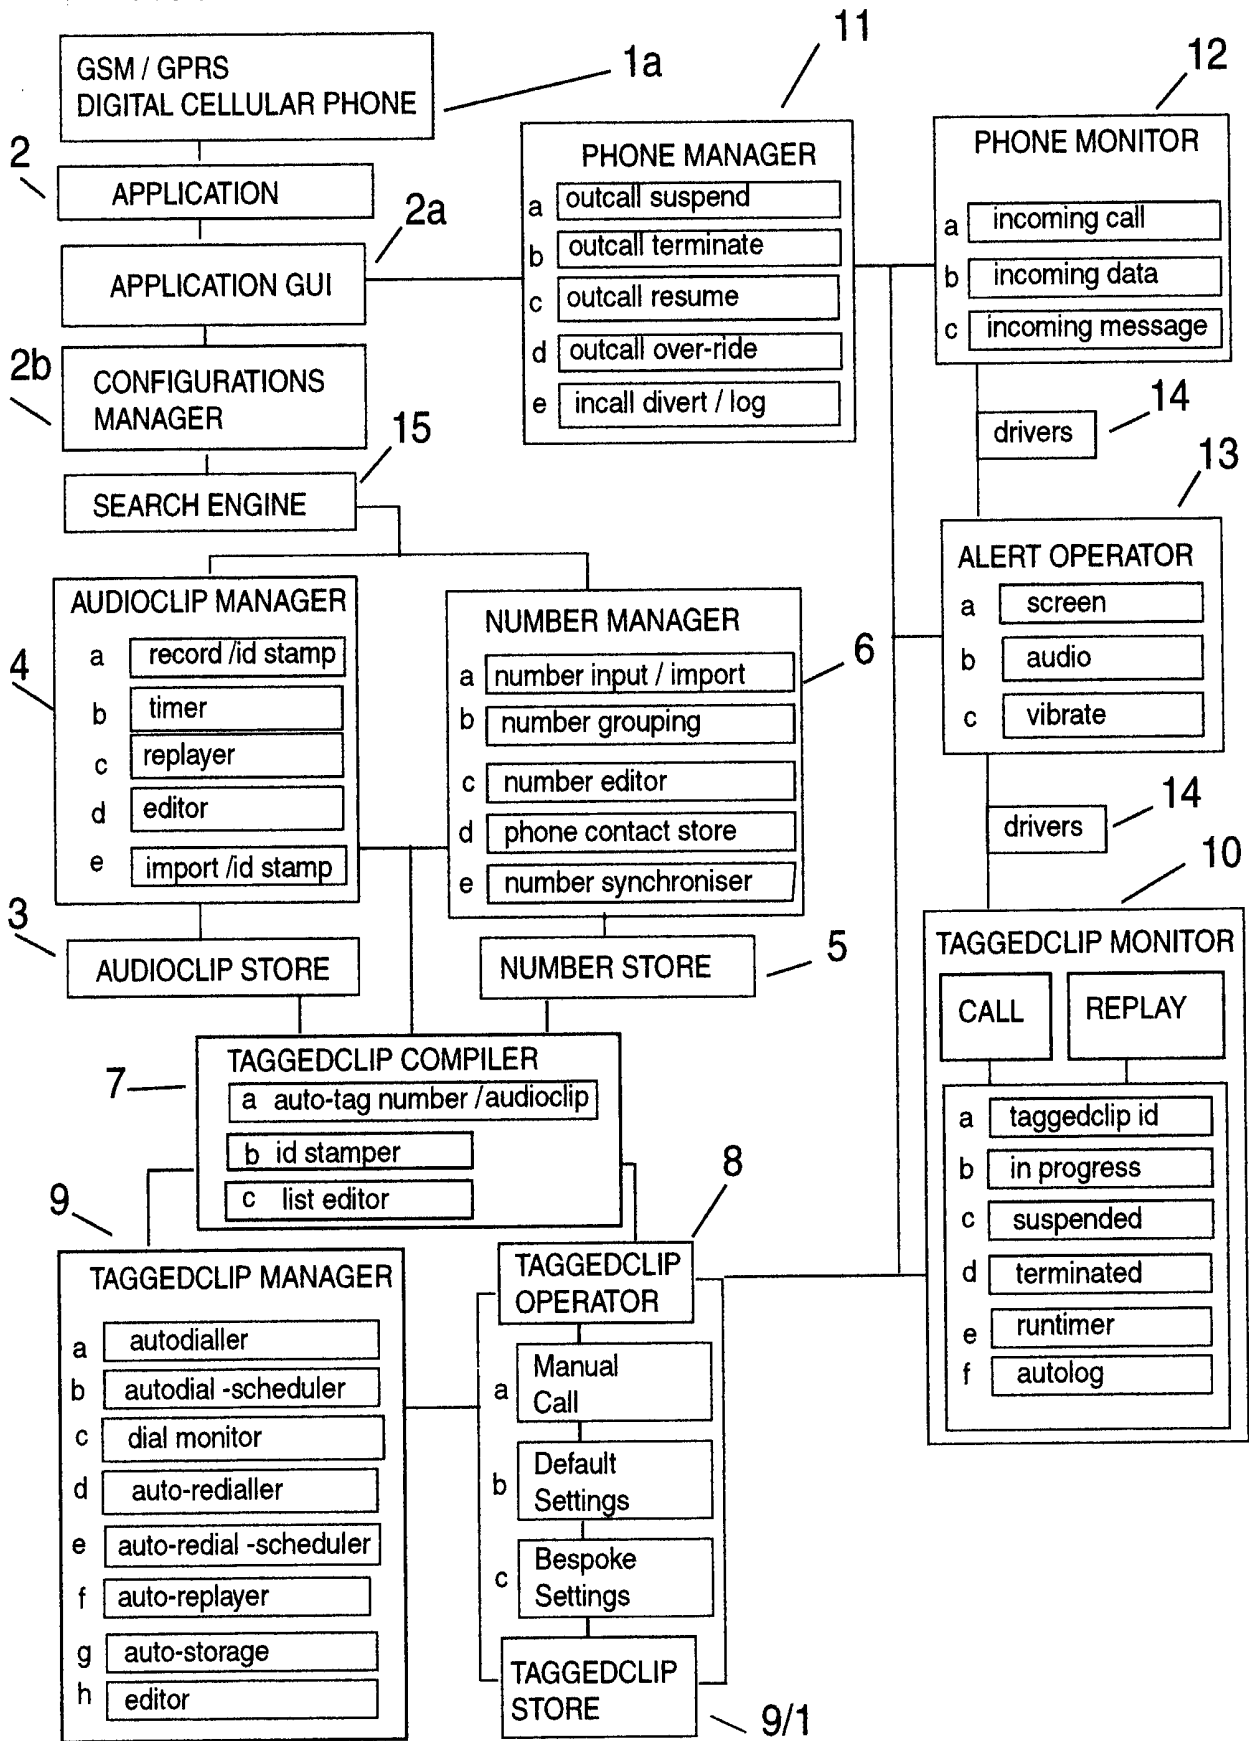 GSM / GPRS
DIGITAL CELLULAR PHONE
1a
2
APPLICATION
2a
APPLICATION GUI
2b
CONFIGURATIONS
MANAGER
15
SEARCH ENGINE
11
PHONE MANAGER
a outcall suspend
b outcall terminate
c outcall resume
d outcall over-ride
e incall divert / log
12
PHONE MONITOR
a incoming call
b incoming data
c incoming message
drivers
14
13
ALERT OPERATOR
a screen
b audio
c vibrate
drivers
14
4
AUDIOCLIP MANAGER
a record /id stamp
b timer
c replayer
d editor
e import /id stamp
6
NUMBER MANAGER
a number input / import
b number grouping
c number editor
d phone contact store
e number synchroniser
3
AUDIOCLIP STORE
5
NUMBER STORE
10
TAGGEDCLIP MONITOR
CALL
REPLAY
a taggedclip id
b in progress
c suspended
d terminated
e runtimer
f autolog
7
TAGGEDCLIP COMPILER
a auto-tag number /audioclip
b id stamper
c list editor
9
TAGGEDCLIP MANAGER
a autodialler
b autodial -scheduler
c dial monitor
d auto-redialler
e auto-redial -scheduler
f auto-replayer
g auto-storage
h editor
8
TAGGEDCLIP
OPERATOR
a Manual
Call
b Default
Settings
c Bespoke
Settings
TAGGEDCLIP
STORE
9/1